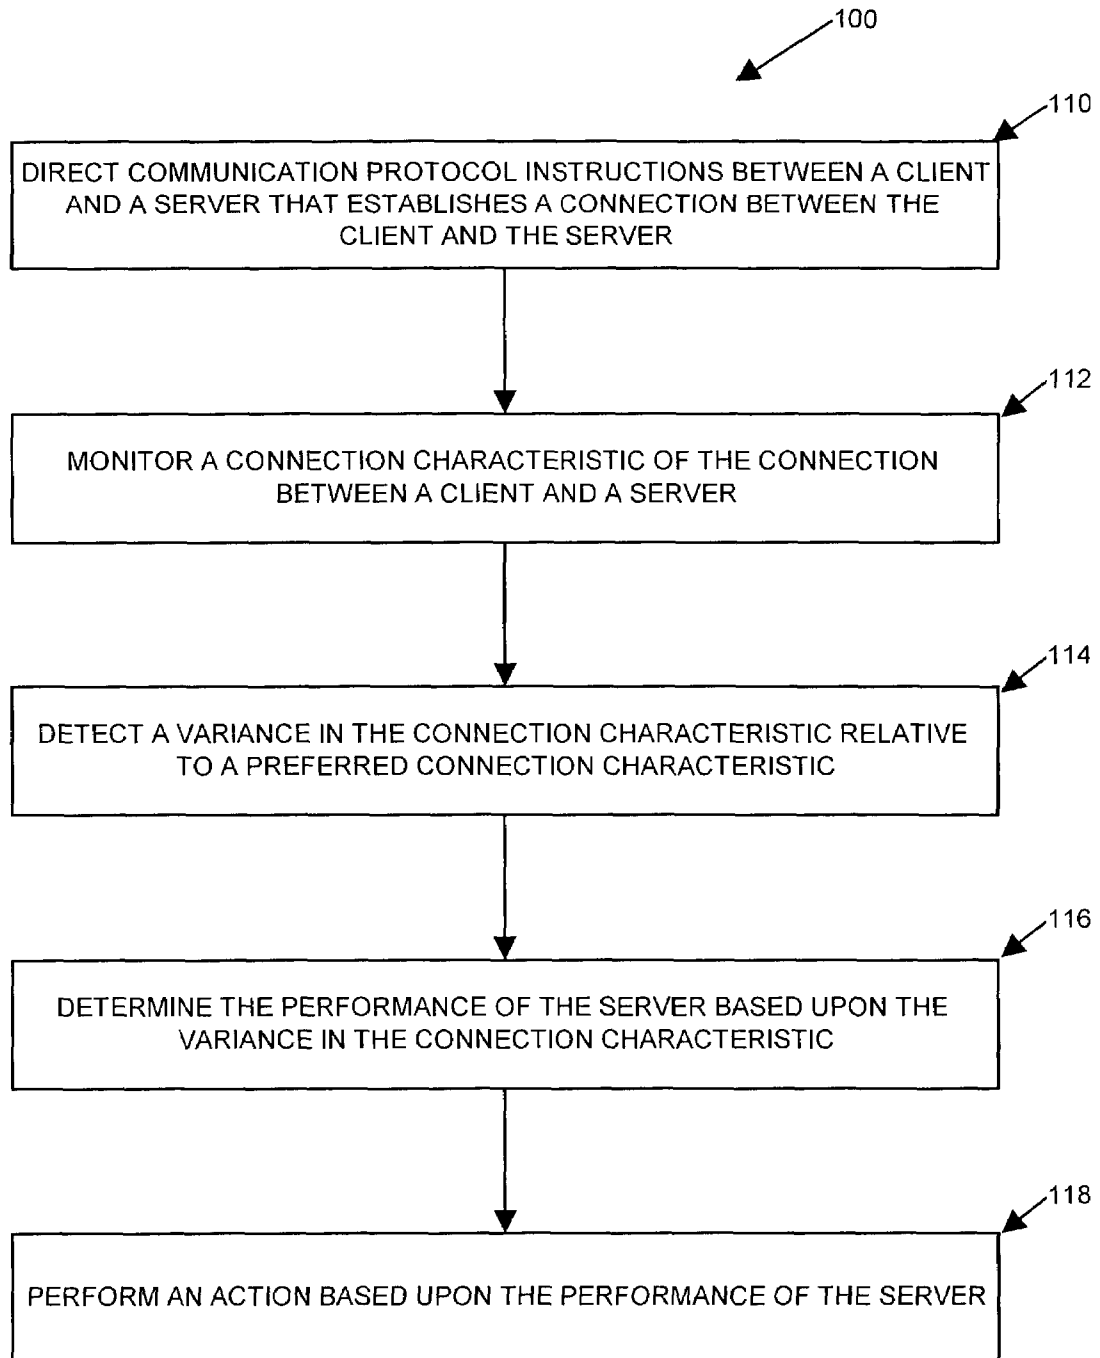 100
110
DIRECT COMMUNICATION PROTOCOL INSTRUCTIONS BETWEEN A CLIENT
AND A SERVER THAT ESTABLISHES A CONNECTION BETWEEN THE
CLIENT AND THE SERVER
112
MONITOR A CONNECTION CHARACTERISTIC OF THE CONNECTION
BETWEEN A CLIENT AND A SERVER
114
DETECT A VARIANCE IN THE CONNECTION CHARACTERISTIC RELATIVE
TO A PREFERRED CONNECTION CHARACTERISTIC
116
DETERMINE THE PERFORMANCE OF THE SERVER BASED UPON THE
VARIANCE IN THE CONNECTION CHARACTERISTIC
118
PERFORM AN ACTION BASED UPON THE PERFORMANCE OF THE SERVER